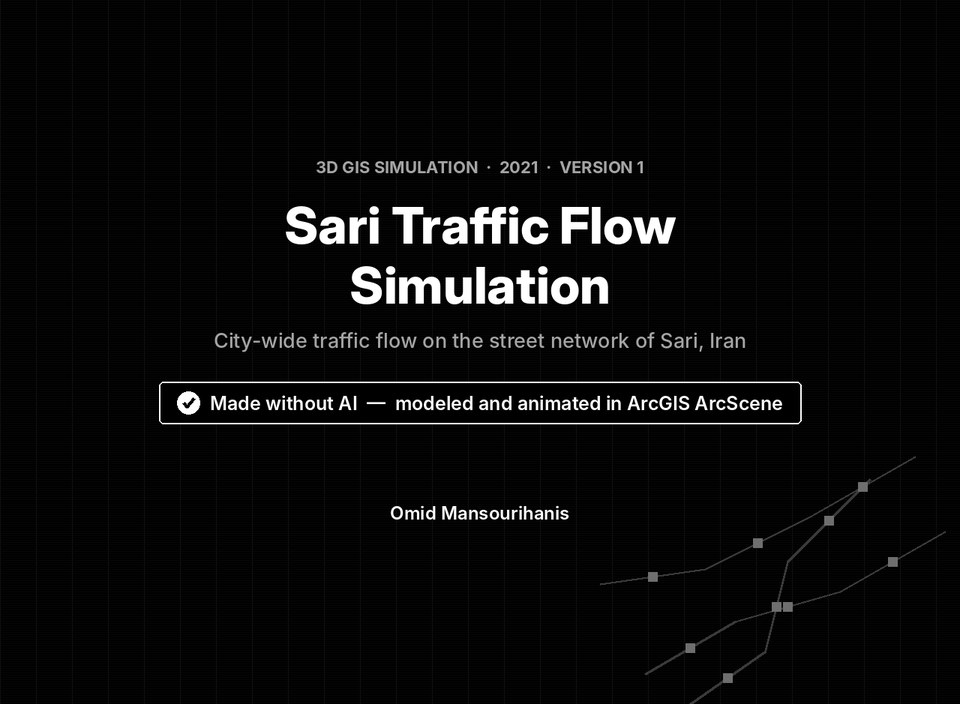 3D GIS SIMULATION · 2021 · VERSION 1
Sari Traffic Flow
Simulation
City-wide traffic flow on the street network of Sari, Iran
Made without AI — modeled and animated in ArcGIS ArcScene
Omid Mansourihanis